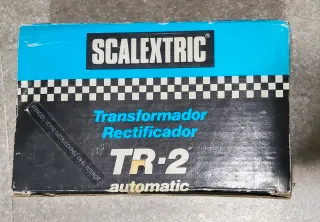 SCALEXTRIC®
Transformador
Rectificador
TR-2
automatic